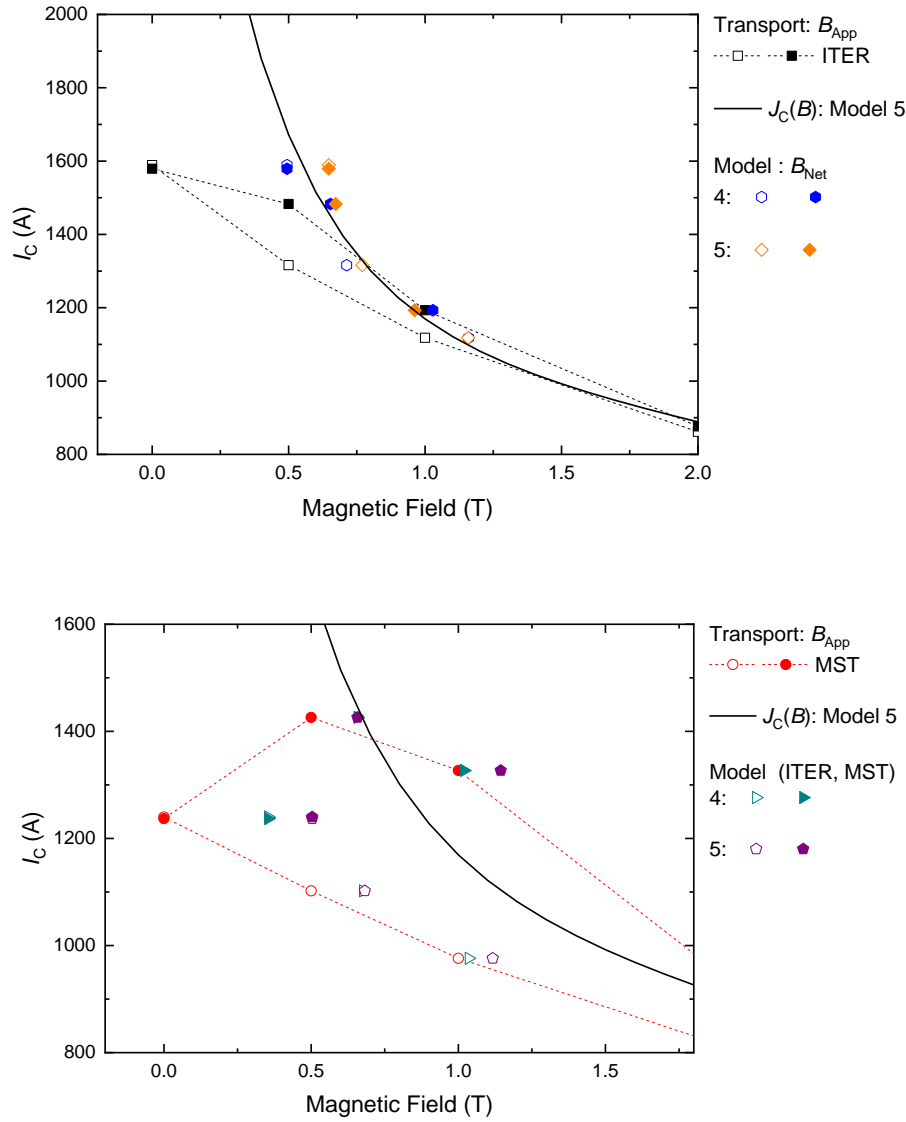 2000
1800
1600
1400
1200
1000
800
I_C (A)
0.0 0.5 1.0 1.5 2.0
Magnetic Field (T)
Transport: B_App
ITER
J_C(B): Model 5
Model : B_Net
4:
5:
1600
1400
1200
1000
800
I_C (A)
0.0 0.5 1.0 1.5
Magnetic Field (T)
Transport: B_App
MST
J_C(B): Model 5
Model (ITER, MST)
4:
5: